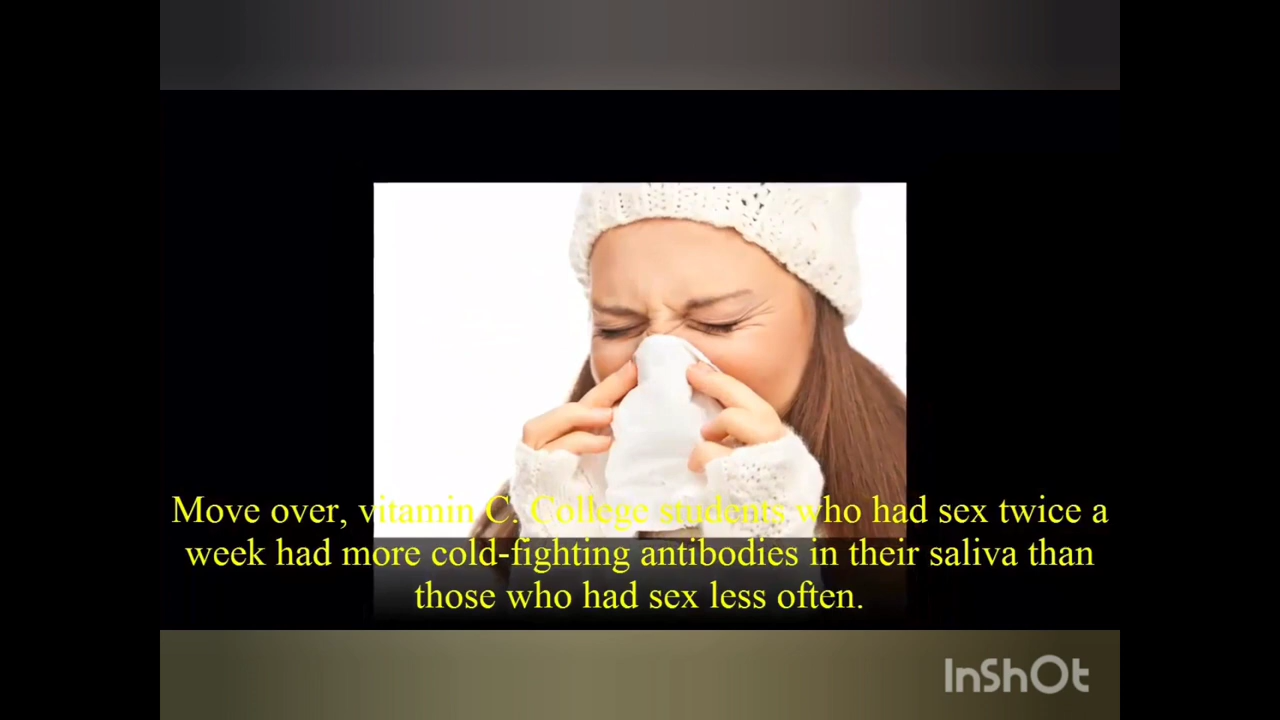 Move over, vitamin C. College students who had sex twice a
week had more cold-fighting antibodies in their saliva than
those who had sex less often.
InShOt